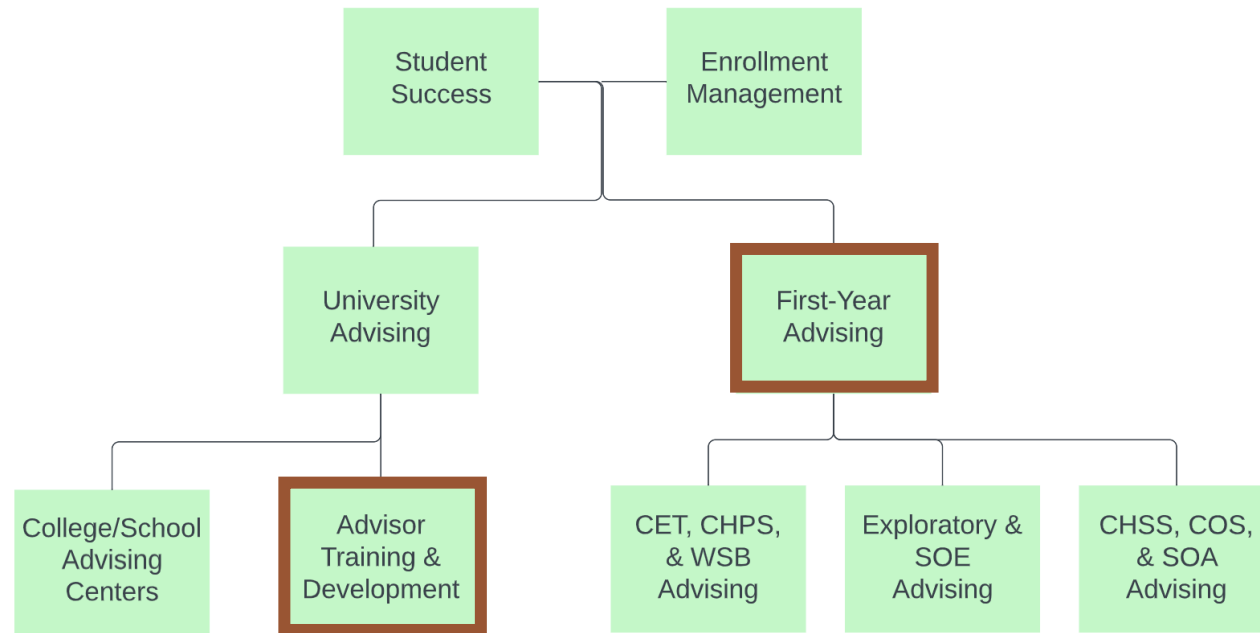 Student
Success
Enrollment
Management
University
Advising
First-Year
Advising
College/School
Advising
Centers
Advisor
Training &
Development
CET, CHPS,
& WSB
Advising
Exploratory &
SOE
Advising
CHSS, COS,
& SOA
Advising